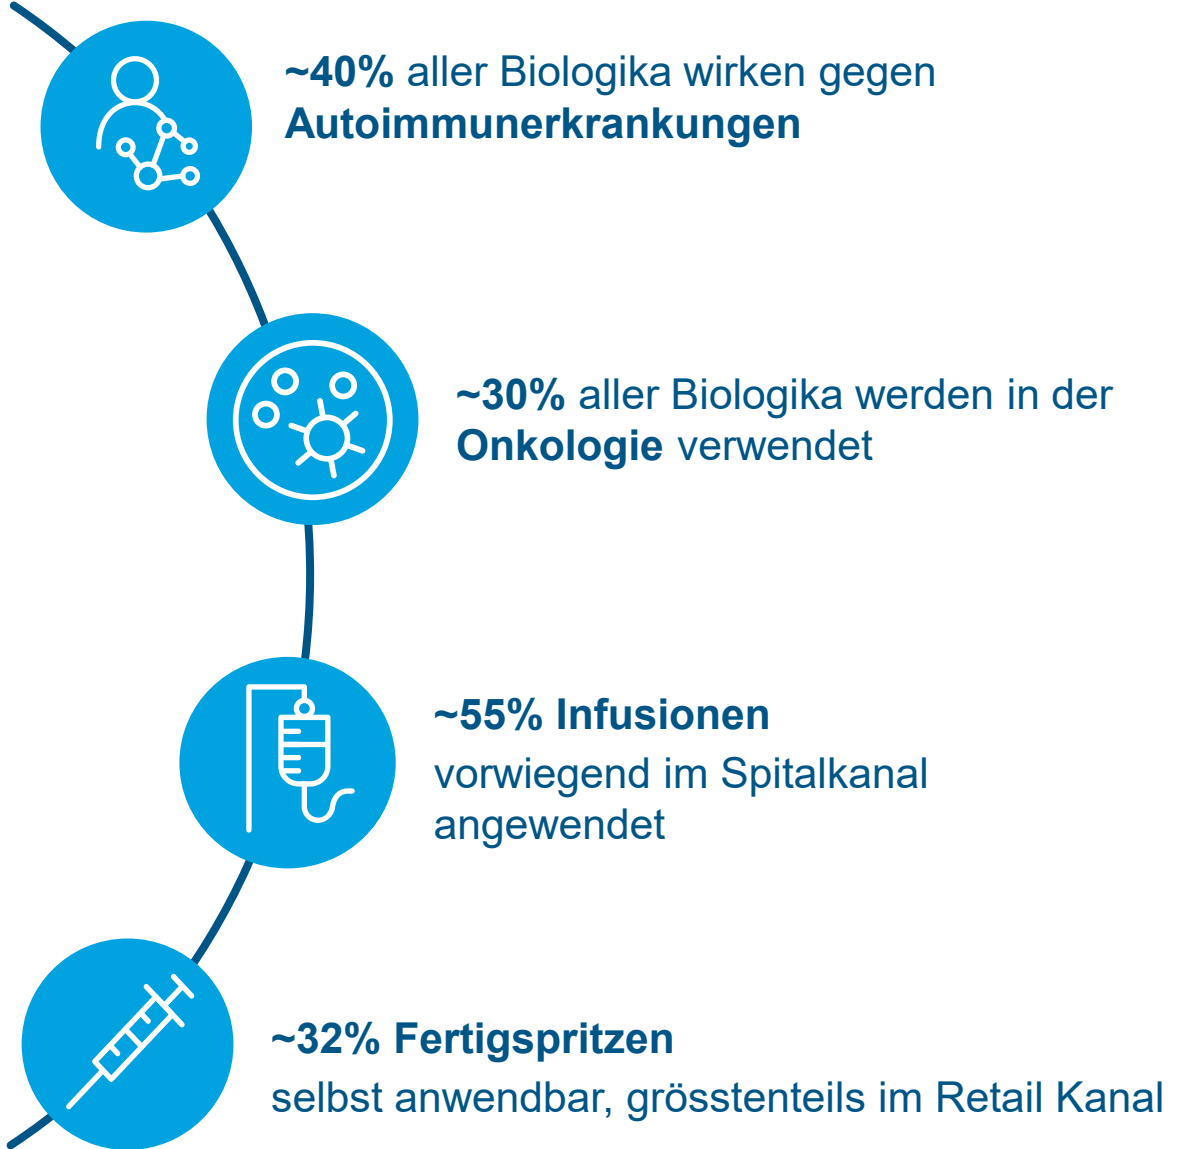 ~40% aller Biologika wirken gegen
Autoimmunerkrankungen
~30% aller Biologika werden in der
Onkologie verwendet
~55% Infusionen
vorwiegend im Spitalkanal
angewendet
~32% Fertigspritzen
selbst anwendbar, grösstenteils im Retail Kanal